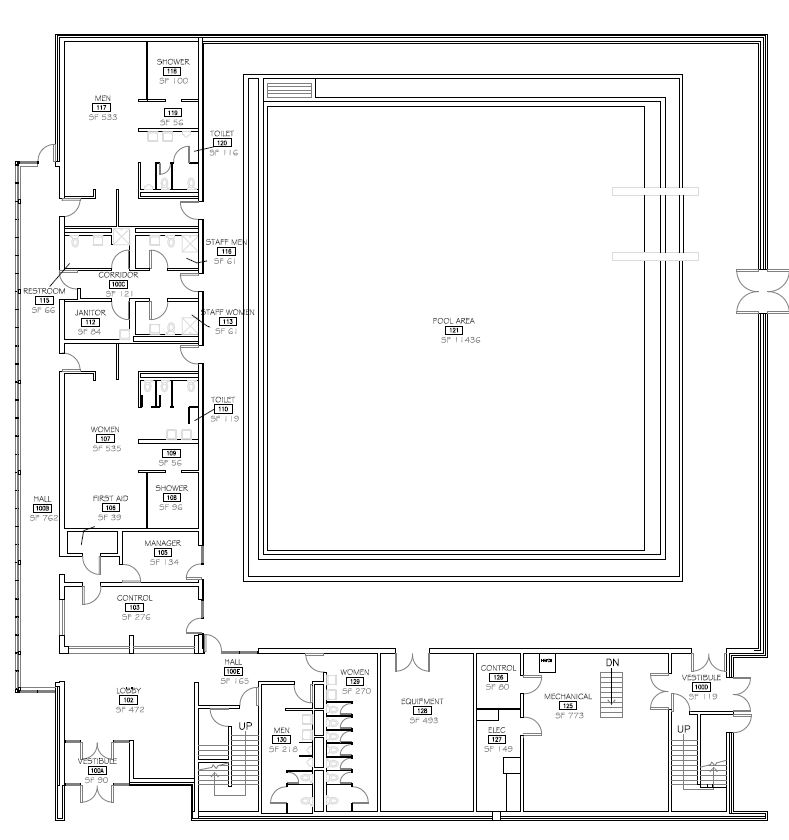 SHOWER
118
SF 100
MEN
117
SF 533
119
SF 56
TOILET
120
SF 116
STAFF MEN
116
SF 61
CORRIDOR
100C
SF 121
RESTROOM
115
SF 66
JANITOR
112
SF 84
STAFF WOMEN
113
SF 61
POOL AREA
121
SF 11436
TOILET
110
SF 119
WOMEN
107
SF 535
109
SF 56
SHOWER
108
SF 96
FIRST AID
106
SF 39
HALL
100B
SF 762
MANAGER
105
SF 134
CONTROL
103
SF 276
HALL
100E
SF 165
LOBBY
102
SF 472
WOMEN
129
SF 270
CONTROL
126
SF 80
DN
VESTIBULE
100D
SF 119
MECHANICAL
125
SF 773
EQUIPMENT
128
SF 493
UP
MEN
130
SF 218
ELEC
127
SF 149
UP
VESTIBULE
100A
SF 90